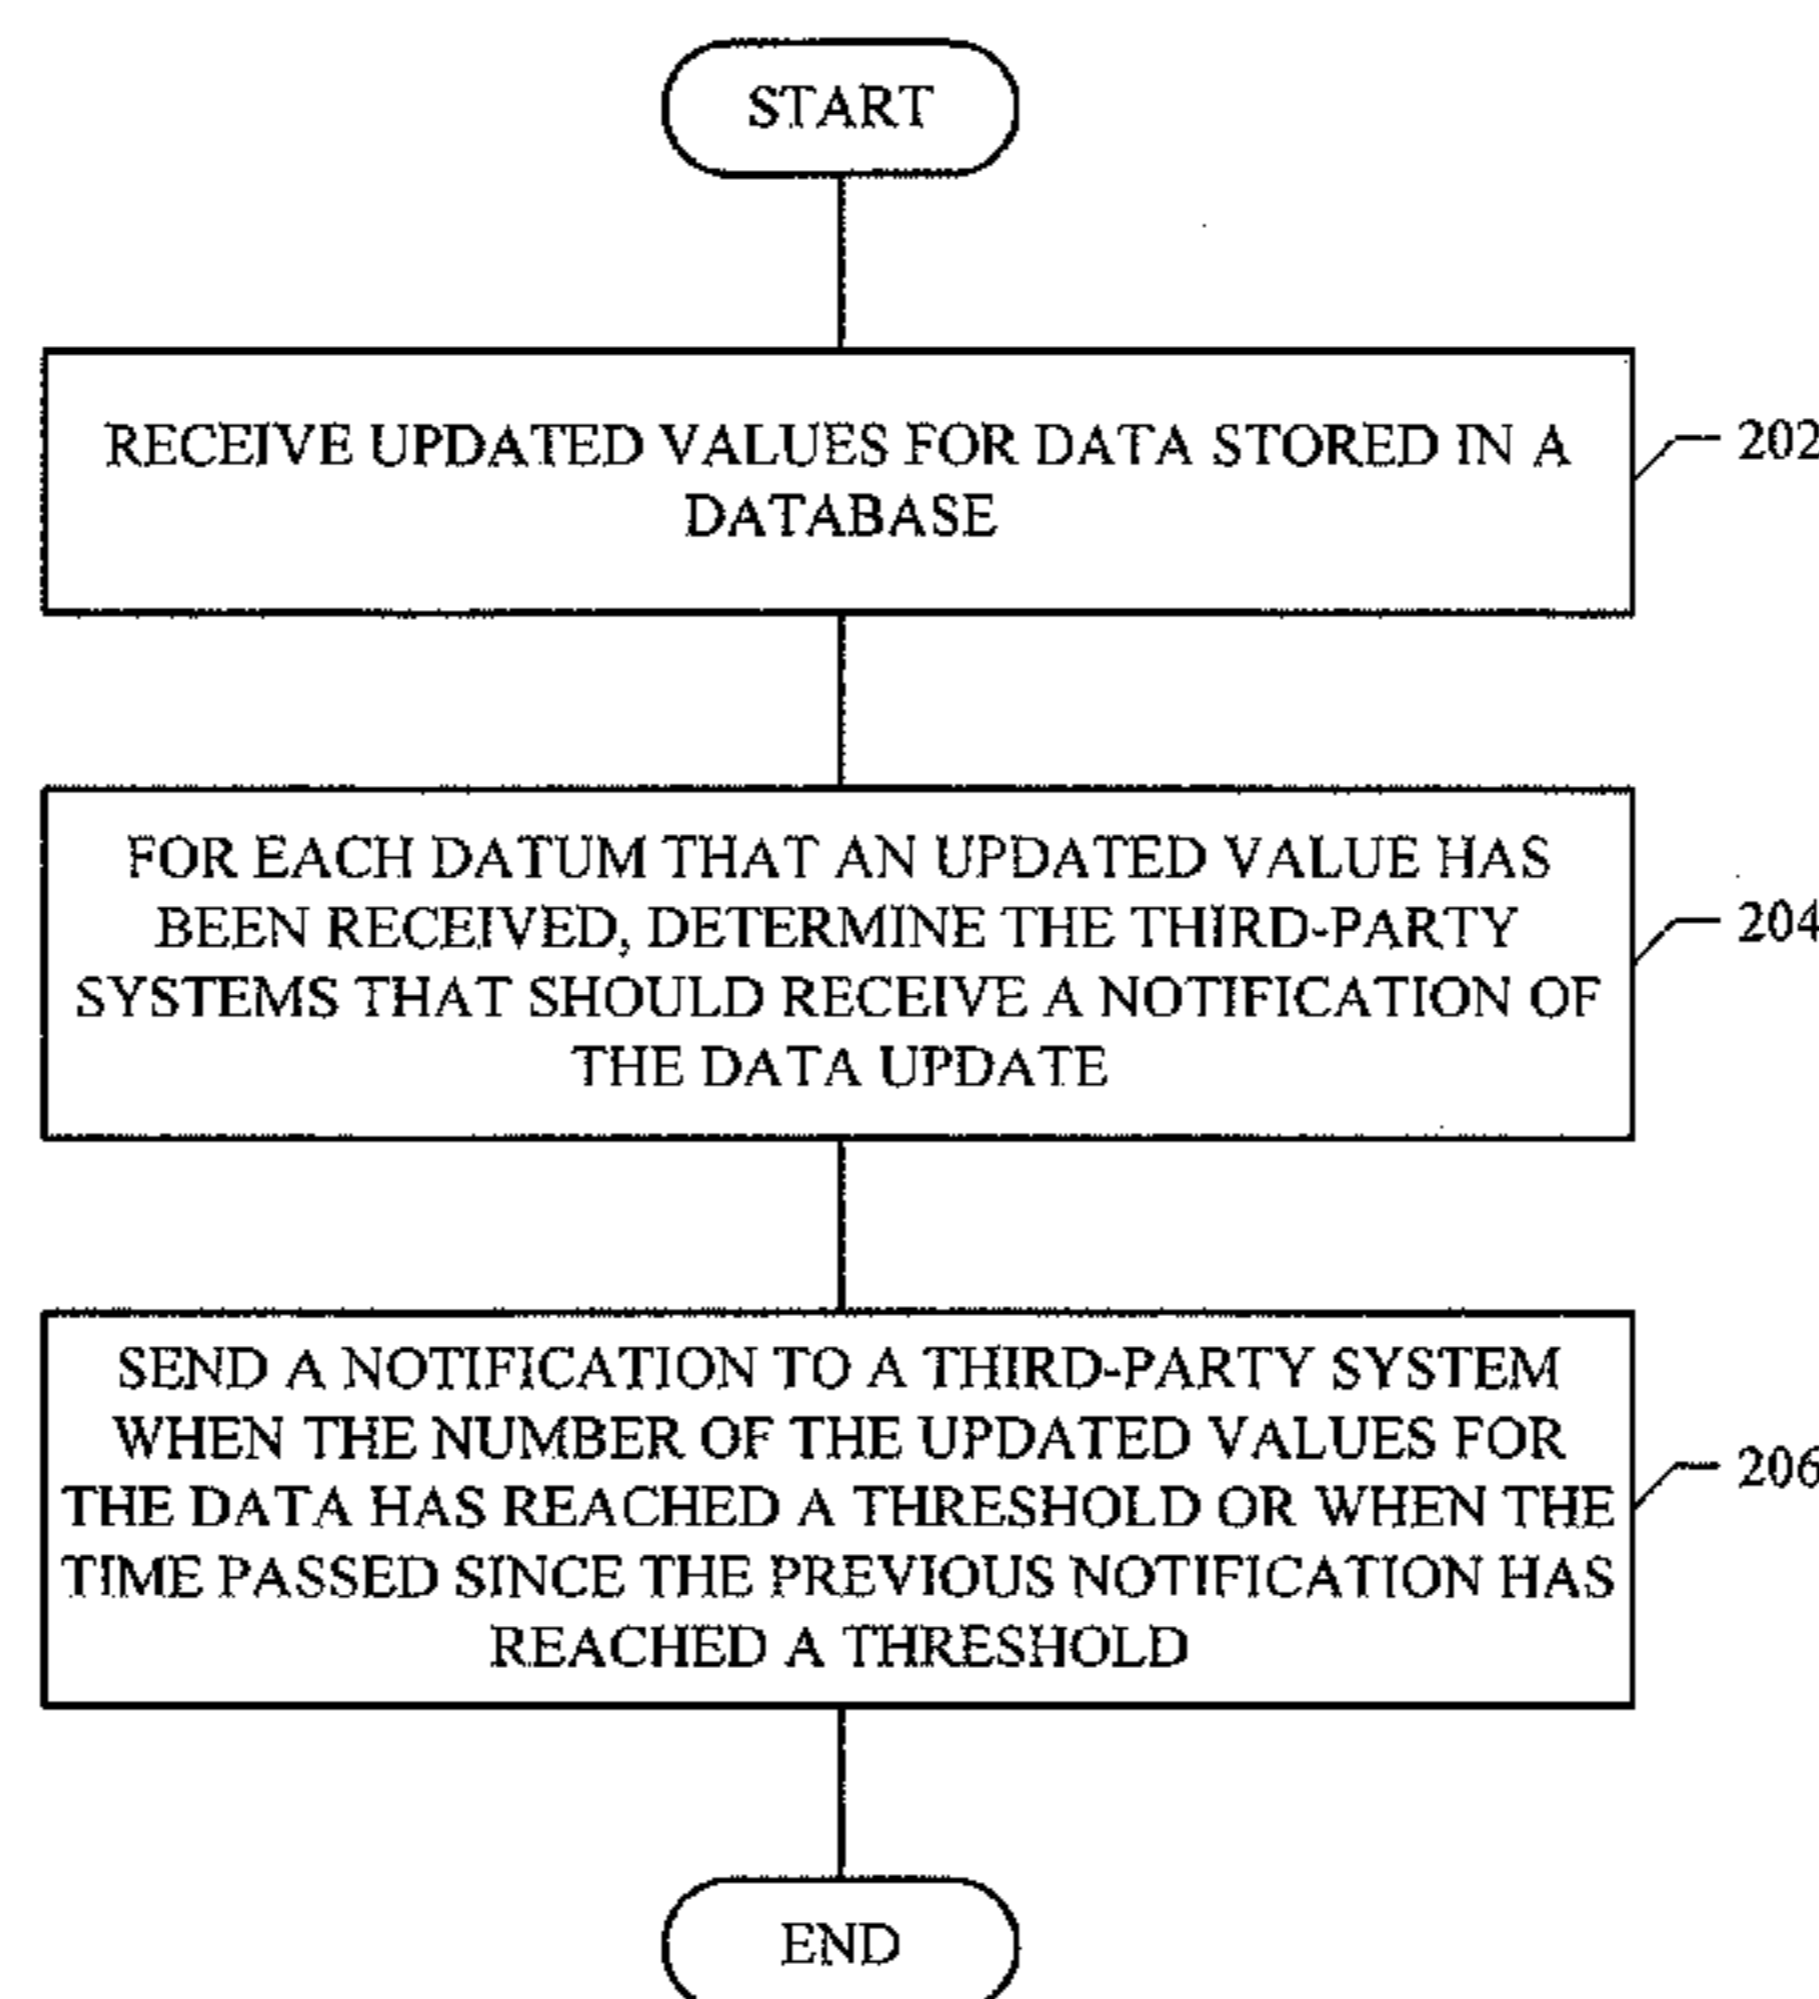 START
RECEIVE UPDATED VALUES FOR DATA STORED IN A
DATABASE
202
FOR EACH DATUM THAT AN UPDATED VALUE HAS
BEEN RECEIVED, DETERMINE THE THIRD-PARTY
SYSTEMS THAT SHOULD RECEIVE A NOTIFICATION OF
THE DATA UPDATE
204
SEND A NOTIFICATION TO A THIRD-PARTY SYSTEM
WHEN THE NUMBER OF THE UPDATED VALUES FOR
THE DATA HAS REACHED A THRESHOLD OR WHEN THE
TIME PASSED SINCE THE PREVIOUS NOTIFICATION HAS
REACHED A THRESHOLD
206
END